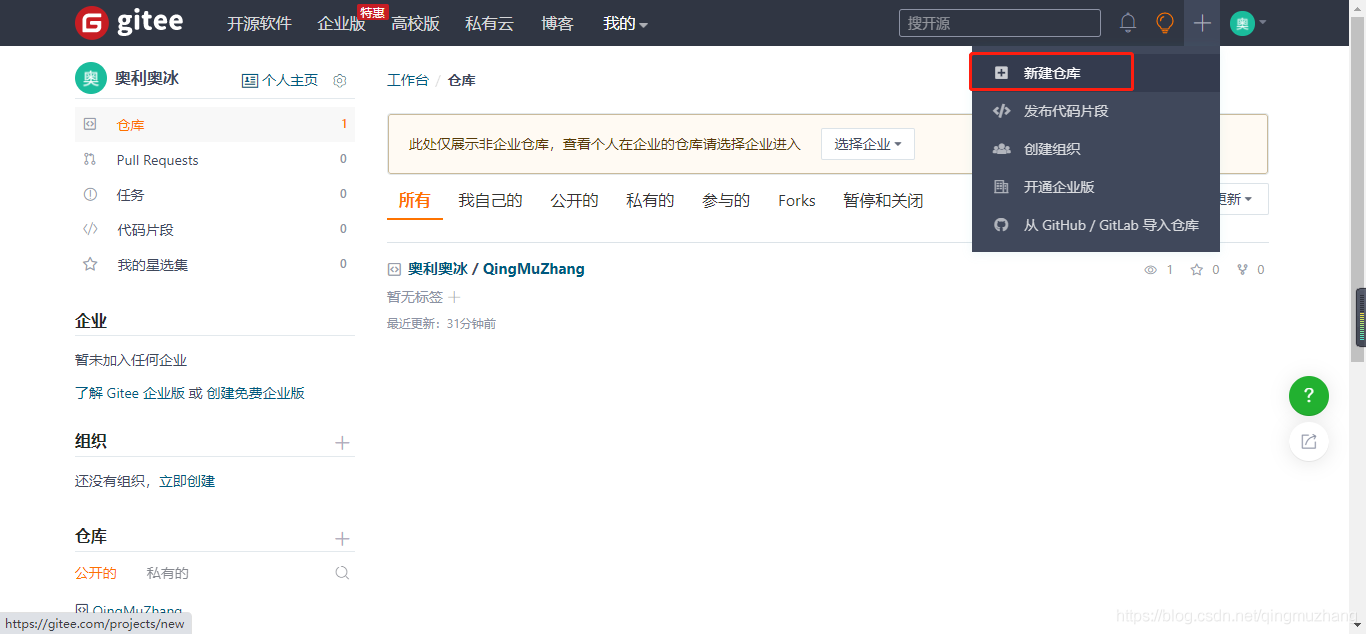 gitee 开源软件 企业版 特惠 高校版 私有云 博客 我的 搜开源 奥
奥 奥利奥冰 个人主页
仓库 1
Pull Requests 0
任务 0
代码片段 0
我的星选集 0
企业
暂未加入任何企业
了解 Gitee 企业版 或 创建免费企业版
组织
还没有组织，立即创建
仓库
公开的 私有的
QingMuZhang
https://gitee.com/projects/new
工作台 / 仓库
此处仅展示非企业仓库，查看个人在企业的仓库请选择企业进入 选择企业
所有 我自己的 公开的 私有的 参与的 Forks 暂停和关闭 更新
奥利奥冰 / QingMuZhang 1 0 0
暂无标签
最近更新：31分钟前
新建仓库
发布代码片段
创建组织
开通企业版
从 GitHub / GitLab 导入仓库
?
https://blog.csdn.net/qingmuzhang